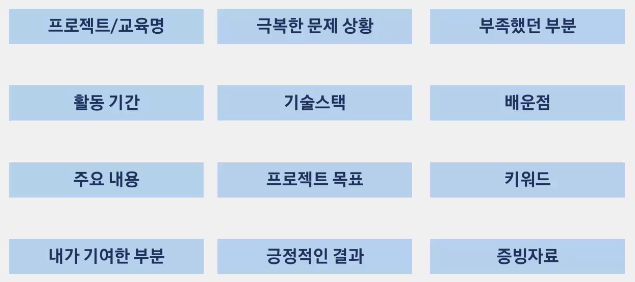 프로젝트/교육명
극복한 문제 상황
부족했던 부분
활동 기간
기술스택
배운점
주요 내용
프로젝트 목표
키워드
내가 기여한 부분
긍정적인 결과
증빙자료